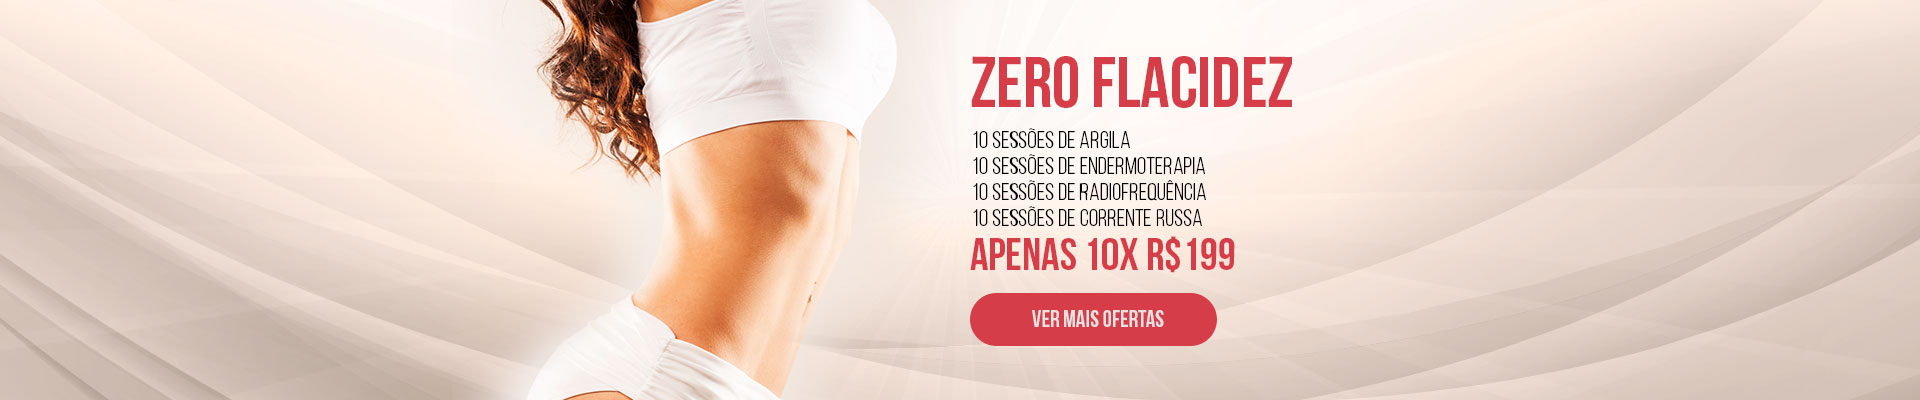 ZERO FLACIDEZ
10 SESSÕES DE ARGILA
10 SESSÕES DE ENDERMOTERAPIA
10 SESSÕES DE RADIOFREQUÊNCIA
10 SESSÕES DE CORRENTE RUSSA
APENAS 10X R$199
VER MAIS OFERTAS